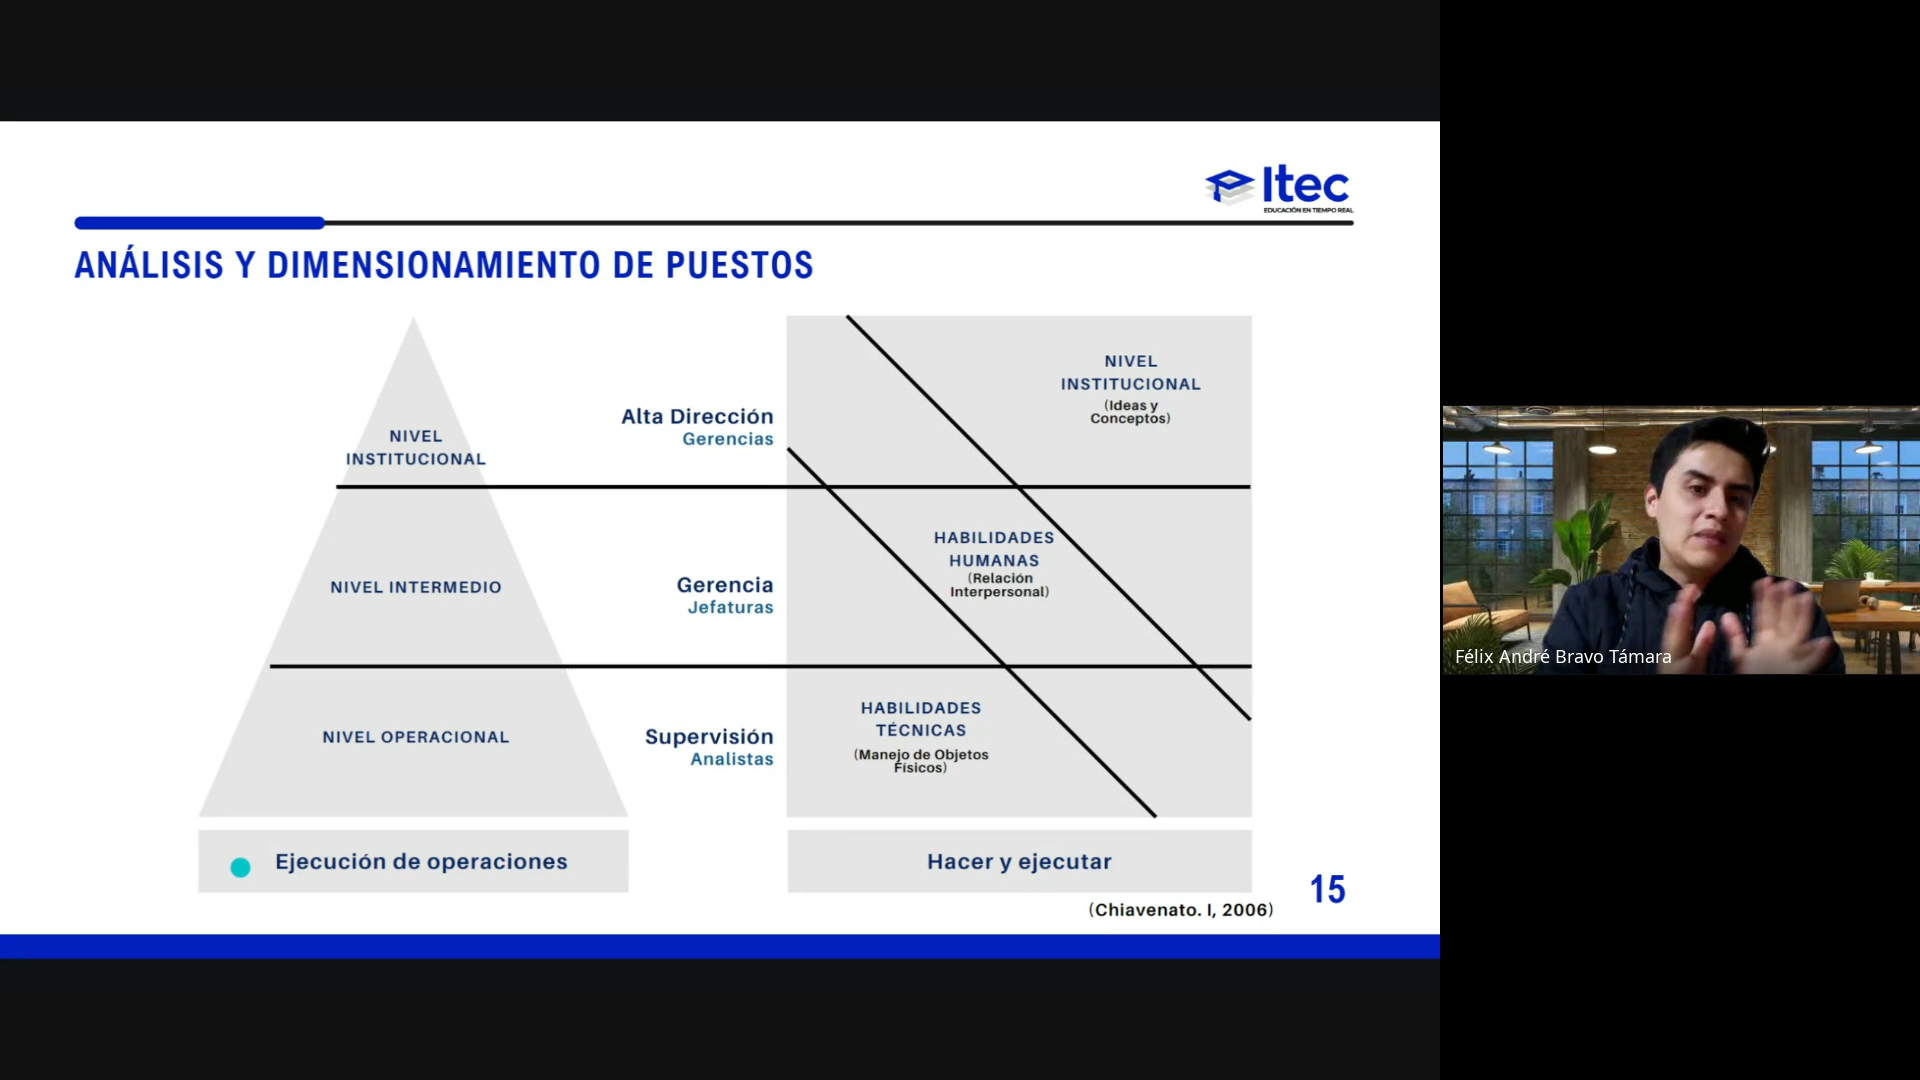 Itec
EDUCACIÓN EN TIEMPO REAL
ANÁLISIS Y DIMENSIONAMIENTO DE PUESTOS
NIVEL
INSTITUCIONAL
Alta Dirección
Gerencias
NIVEL
INSTITUCIONAL
(Ideas y
Conceptos)
NIVEL INTERMEDIO
Gerencia
Jefaturas
HABILIDADES
HUMANAS
(Relación
Interpersonal)
NIVEL OPERACIONAL
Supervisión
Analistas
HABILIDADES
TÉCNICAS
(Manejo de Objetos
Físicos)
Ejecución de operaciones
Hacer y ejecutar
15
(Chiavenato. I, 2006)
Félix André Bravo Támara